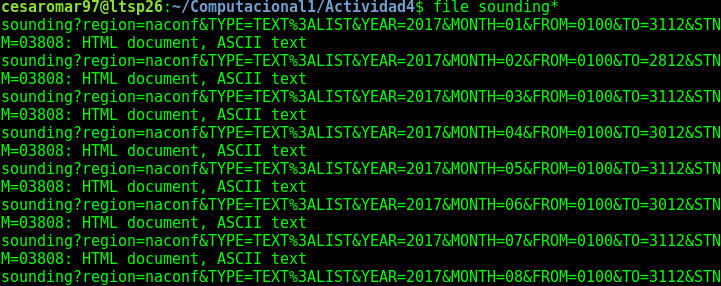 cesaromar97@ltsp26:~/Computacional1/Actividad4$ file sounding*
sounding?region=naconf&TYPE=TEXT%3ALIST&YEAR=2017&MONTH=01&FROM=0100&TO=3112&STN
M=03808: HTML document, ASCII text
sounding?region=naconf&TYPE=TEXT%3ALIST&YEAR=2017&MONTH=02&FROM=0100&TO=2812&STN
M=03808: HTML document, ASCII text
sounding?region=naconf&TYPE=TEXT%3ALIST&YEAR=2017&MONTH=03&FROM=0100&TO=3112&STN
M=03808: HTML document, ASCII text
sounding?region=naconf&TYPE=TEXT%3ALIST&YEAR=2017&MONTH=04&FROM=0100&TO=3012&STN
M=03808: HTML document, ASCII text
sounding?region=naconf&TYPE=TEXT%3ALIST&YEAR=2017&MONTH=05&FROM=0100&TO=3112&STN
M=03808: HTML document, ASCII text
sounding?region=naconf&TYPE=TEXT%3ALIST&YEAR=2017&MONTH=06&FROM=0100&TO=3012&STN
M=03808: HTML document, ASCII text
sounding?region=naconf&TYPE=TEXT%3ALIST&YEAR=2017&MONTH=07&FROM=0100&TO=3112&STN
M=03808: HTML document, ASCII text
sounding?region=naconf&TYPE=TEXT%3ALIST&YEAR=2017&MONTH=08&FROM=0100&TO=3112&STN